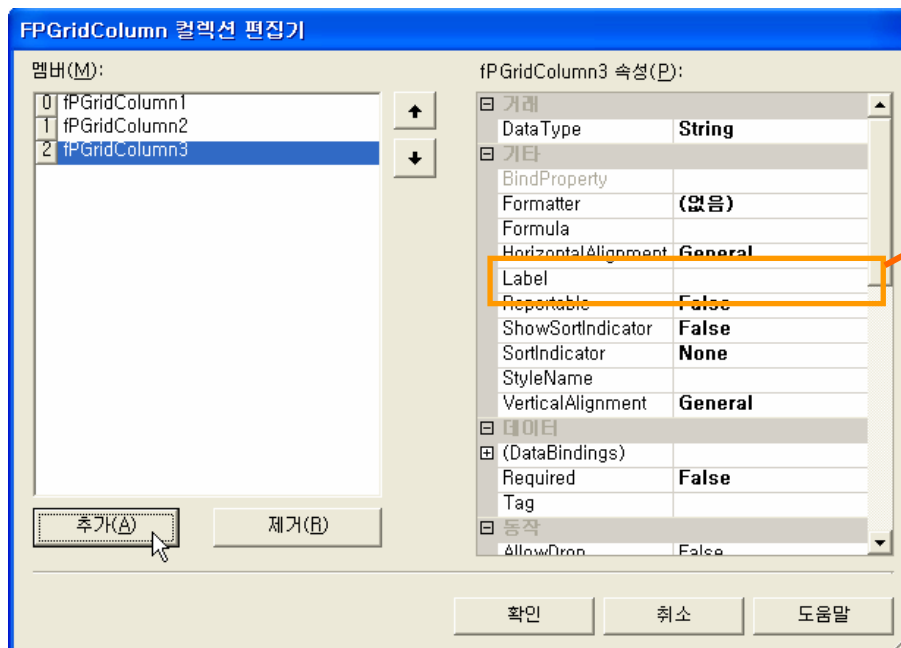 FPGridColumn 컬렉션 편집기
멤버(M):
0 fPGridColumn1
1 fPGridColumn2
2 fPGridColumn3
추가(A)
제거(R)
fPGridColumn3 속성(P):
거래
DataType String
기타
BindProperty
Formatter (없음)
Formula
HorizontalAlignment General
Label
Reportable False
ShowSortIndicator False
SortIndicator None
StyleName
VerticalAlignment General
데이터
(DataBindings)
Required False
Tag
동작
AllowDrop False
확인
취소
도움말